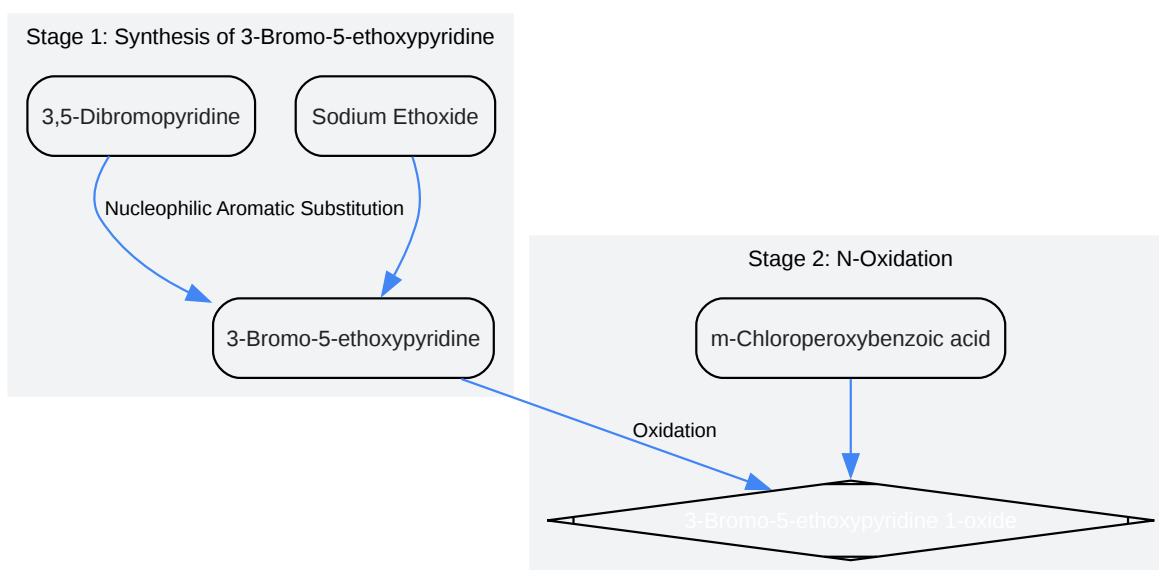 Stage 1: Synthesis of 3-Bromo-5-ethoxypyridine
3,5-Dibromopyridine
Sodium Ethoxide
Nucleophilic Aromatic Substitution
3-Bromo-5-ethoxypyridine
Stage 2: N-Oxidation
m-Chloroperoxybenzoic acid
Oxidation
3-Bromo-5-ethoxypyridine 1-oxide